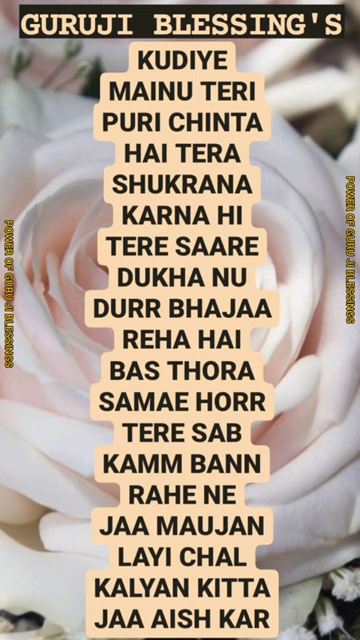 GURUJI BLESSING'S
KUDIYE
MAINU TERI
PURI CHINTA
HAI TERA
SHUKRANA
KARNA HI
TERE SAARE
DUKHA NU
DURR BHAJAA
REHA HAI
BAS THORA
SAMAE HORR
TERE SAB
KAMM BANN
RAHE NE
JAA MAUJAN
LAYI CHAL
KALYAN KITTA
JAA AISH KAR
POWER OF GURU JI BLESSINGS
POWER OF GURU JI BLESSINGS